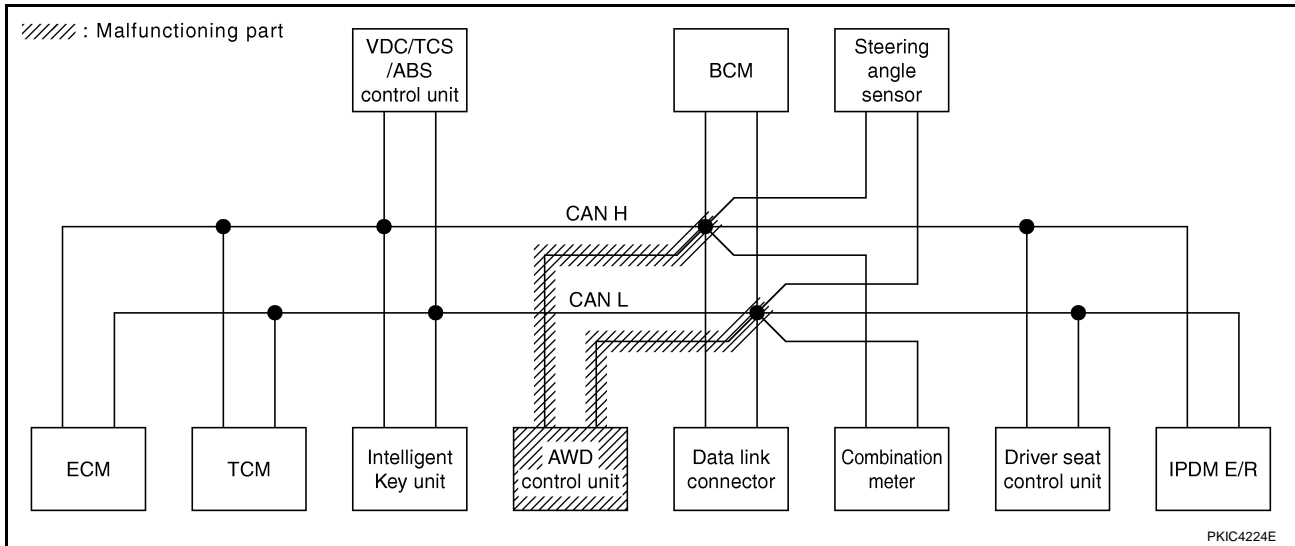 : Malfunctioning part
VDC/TCS
/ABS
control unit
BCM
Steering
angle
sensor
CAN H
CAN L
ECM
TCM
Intelligent
Key unit
AWD
control unit
Data link
connector
Combination
meter
Driver seat
control unit
IPDM E/R
PKIC4224E